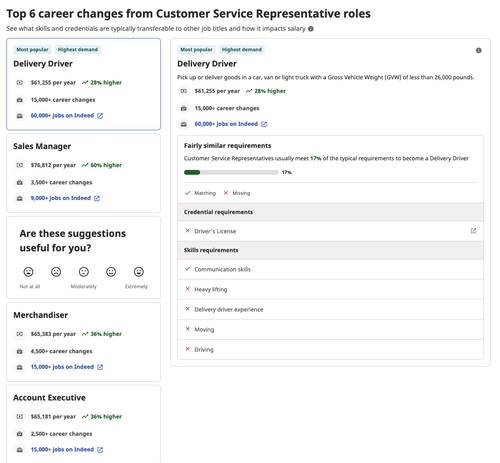 Top 6 career changes from Customer Service Representative roles
See what skills and credentials are typically transferable to other job titles and how it impacts salary
Most popular Highest demand
Delivery Driver
$61,255 per year 28% higher
15,000+ career changes
60,000+ jobs on Indeed
Sales Manager
$76,812 per year 60% higher
3,500+ career changes
9,000+ jobs on Indeed
Are these suggestions
useful for you?
Not at all Moderately Extremely
Merchandiser
$65,383 per year 36% higher
4,500+ career changes
15,000+ jobs on Indeed
Account Executive
$65,181 per year 36% higher
2,500+ career changes
15,000+ jobs on Indeed
Most popular Highest demand
Delivery Driver
Pick up or deliver goods in a car, van or light truck with a Gross Vehicle Weight (GVW) of less than 26,000 pounds.
$61,255 per year 28% higher
15,000+ career changes
60,000+ jobs on Indeed
Fairly similar requirements
Customer Service Representatives usually meet 17% of the typical requirements to become a Delivery Driver
17%
Matching Missing
Credential requirements
Driver's License
Skills requirements
Communication skills
Heavy lifting
Delivery driver experience
Moving
Driving